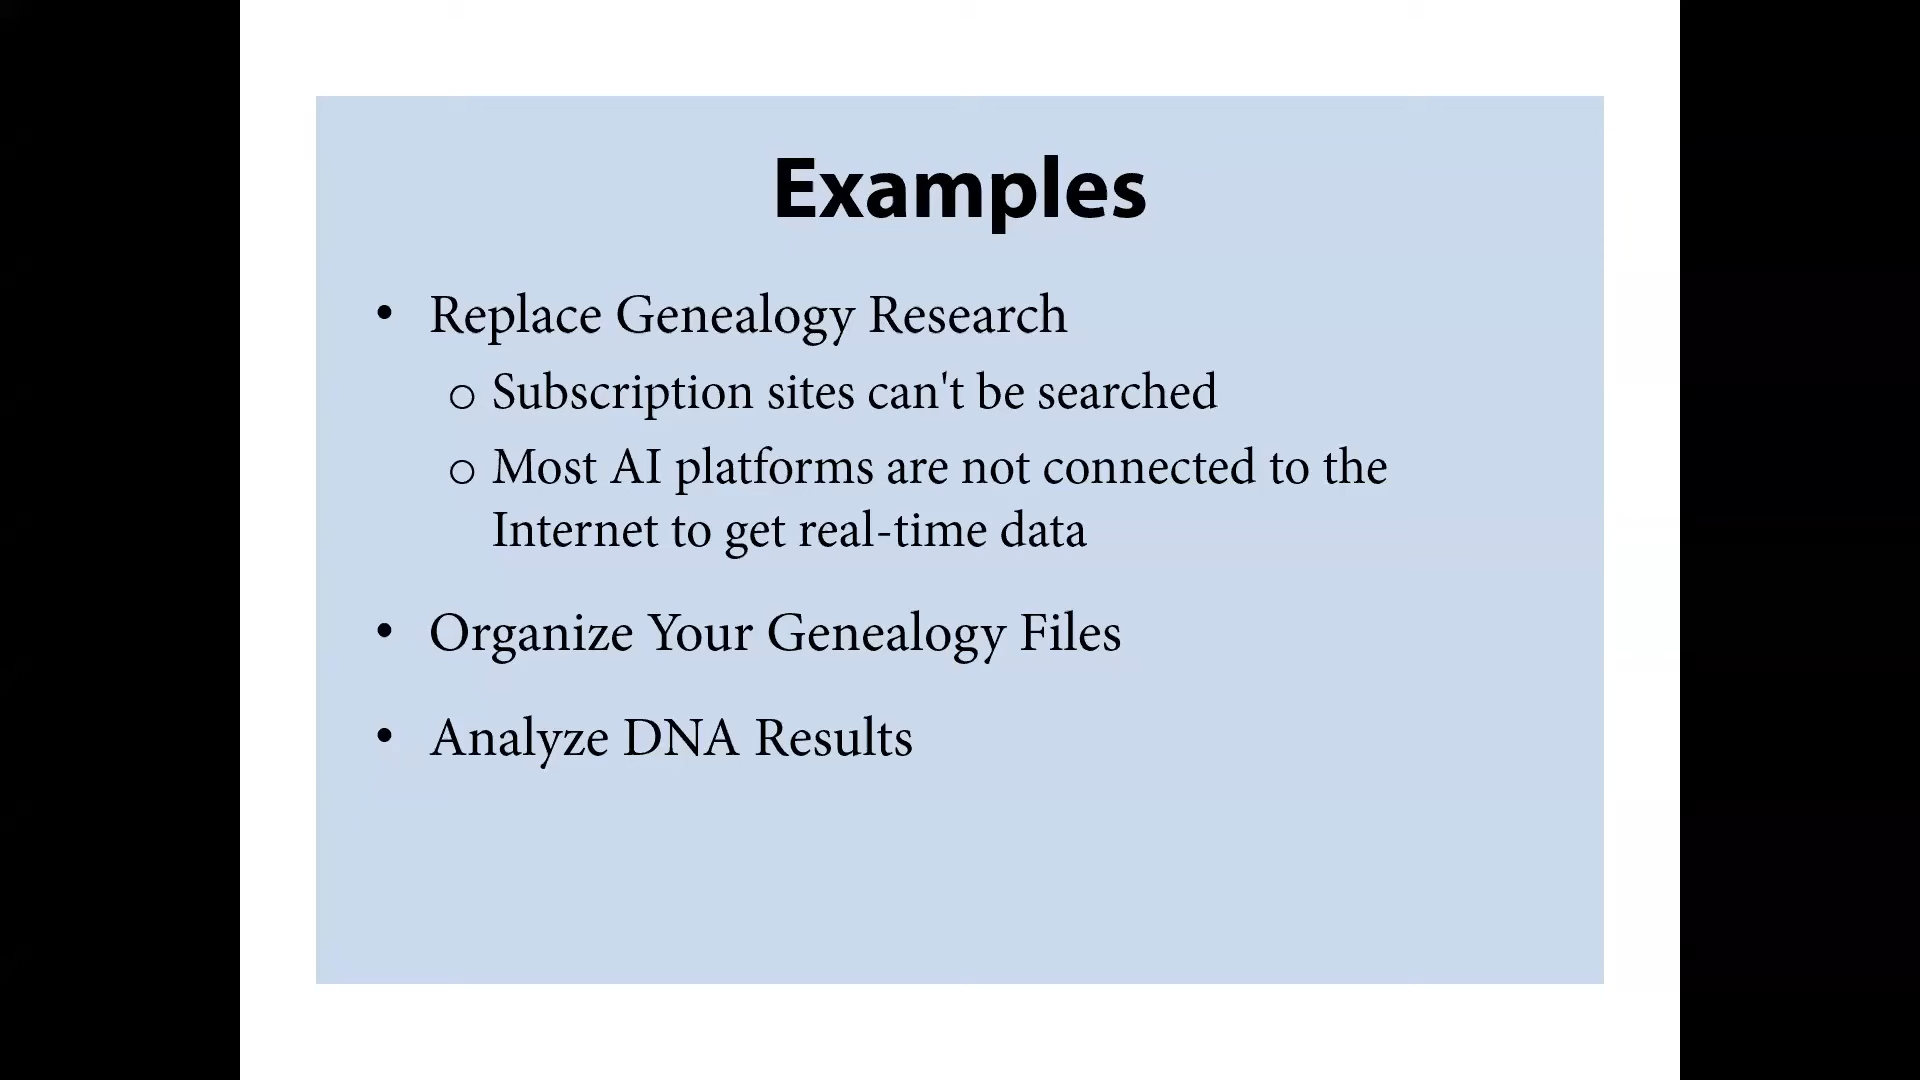 Examples
• Replace Genealogy Research
o Subscription sites can't be searched
o Most AI platforms are not connected to the
Internet to get real-time data
• Organize Your Genealogy Files
• Analyze DNA Results